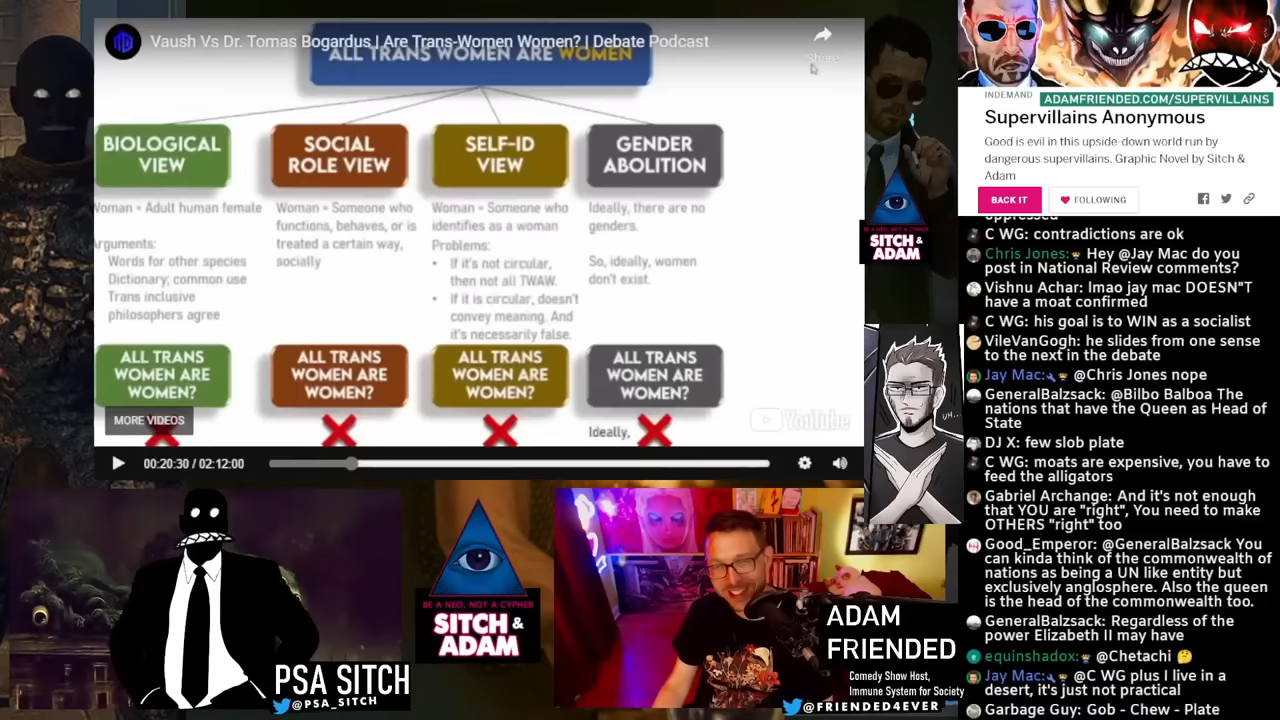 Vaush Vs Dr. Tomas Bogardus | Are Trans-Women Women? | Debate Podcast
Share
ALL TRANS WOMEN ARE WOMEN
BIOLOGICAL
VIEW
Woman = Adult human female
Arguments:
Words for other species
Dictionary; common use
Trans inclusive
philosophers agree
ALL TRANS
WOMEN ARE
WOMEN?
SOCIAL
ROLE VIEW
Woman = Someone who
functions, behaves, or is
treated a certain way,
socially
ALL TRANS
WOMEN ARE
WOMEN?
SELF-ID
VIEW
Woman = Someone who
identifies as a woman
Problems:
• If it's not circular,
then not all TWAW.
• If it is circular, doesn't
convey meaning. And
it's necessarily false.
ALL TRANS
WOMEN ARE
WOMEN?
GENDER
ABOLITION
Ideally, there are no
genders.
So, ideally, women
don't exist.
ALL TRANS
WOMEN ARE
WOMEN?
Ideally,
MORE VIDEOS
YouTube
00:20:30 / 02:12:00
BE A NEO, NOT A CYPHER
SITCH &
ADAM
UH..
PSA SITCH
@PSA_SITCH
BE A NEO, NOT A CYPHER
SITCH &
ADAM
ADAM
FRIENDED
Comedy Show Host,
Immune System for Society
@FRIENDED4EVER
INDEMAND
ADAMFRIENDED.COM/SUPERVILLAINS
Supervillains Anonymous
Good is evil in this upside-down world run by
dangerous supervillains. Graphic Novel by Sitch &
Adam
BACK IT
FOLLOWING
oppressed
C WG: contradictions are ok
Chris Jones: Hey @Jay Mac do you
post in National Review comments?
Vishnu Achar: lmao jay mac DOESN"T
have a moat confirmed
C WG: his goal is to WIN as a socialist
VileVanGogh: he slides from one sense
to the next in the debate
Jay Mac: @Chris Jones nope
GeneralBalzsack: @Bilbo Balboa The
nations that have the Queen as Head of
State
DJ X: few slob plate
C WG: moats are expensive, you have to
feed the alligators
Gabriel Archange: And it's not enough
that YOU are "right", You need to make
OTHERS "right" too
Good_Emperor: @GeneralBalzsack You
can kinda think of the commonwealth of
nations as being a UN like entity but
exclusively anglosphere. Also the queen
is the head of the commonwealth too.
GeneralBalzsack: Regardless of the
power Elizabeth II may have
equinshadox: @Chetachi 🤔
Jay Mac: @C WG plus I live in a
desert, it's just not practical
Garbage Guy: Gob - Chew - Plate